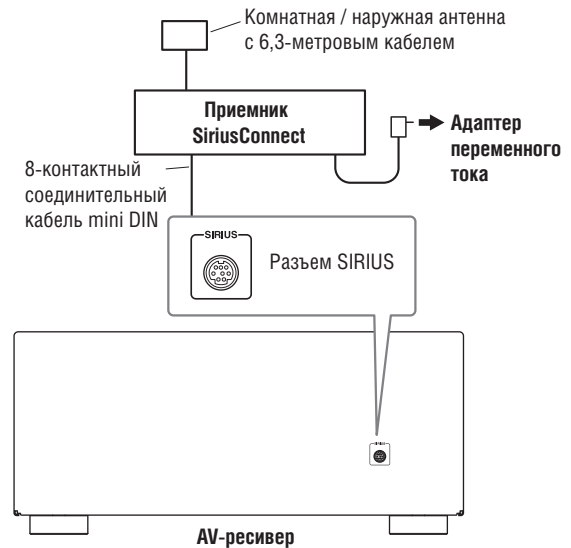 Комнатная / наружная антенна
с 6,3-метровым кабелем
Приемник
SiriusConnect
Адаптер
переменного
тока
8-контактный
соединительный
кабель mini DIN
SIRIUS
Разъем SIRIUS
SIRIUS
AV-ресивер